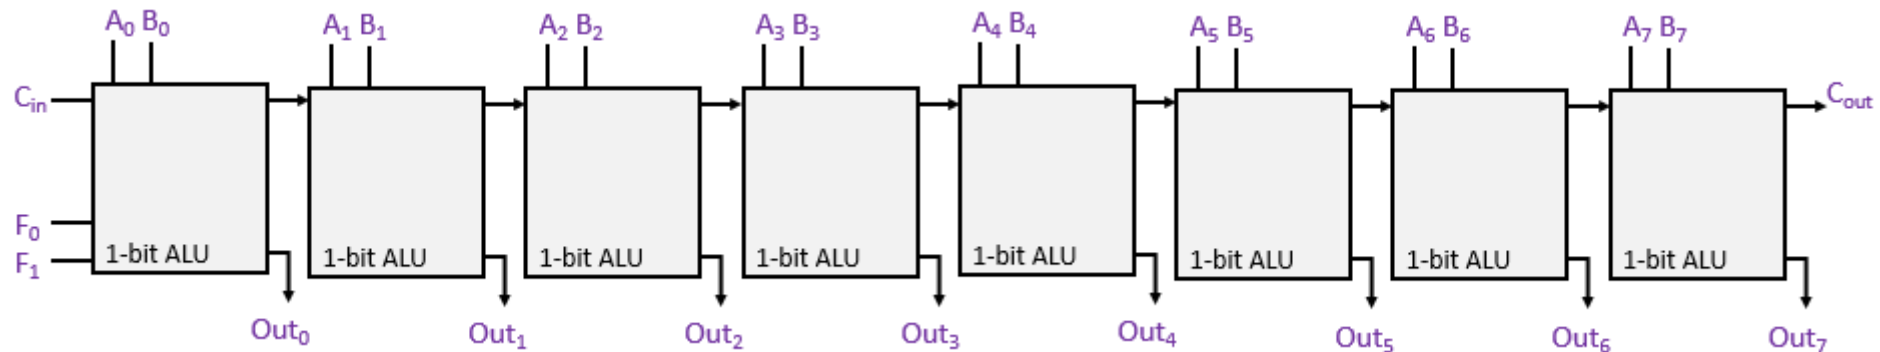 A₀ B₀ A₁ B₁ A₂ B₂ A₃ B₃ A₄ B₄ A₅ B₅ A₆ B₆ A₇ B₇
Cᵢₙ Cₒᵤₜ
F₀
1-bit ALU 1-bit ALU 1-bit ALU 1-bit ALU 1-bit ALU 1-bit ALU 1-bit ALU 1-bit ALU
F₁
Out₀ Out₁ Out₂ Out₃ Out₄ Out₅ Out₆ Out₇